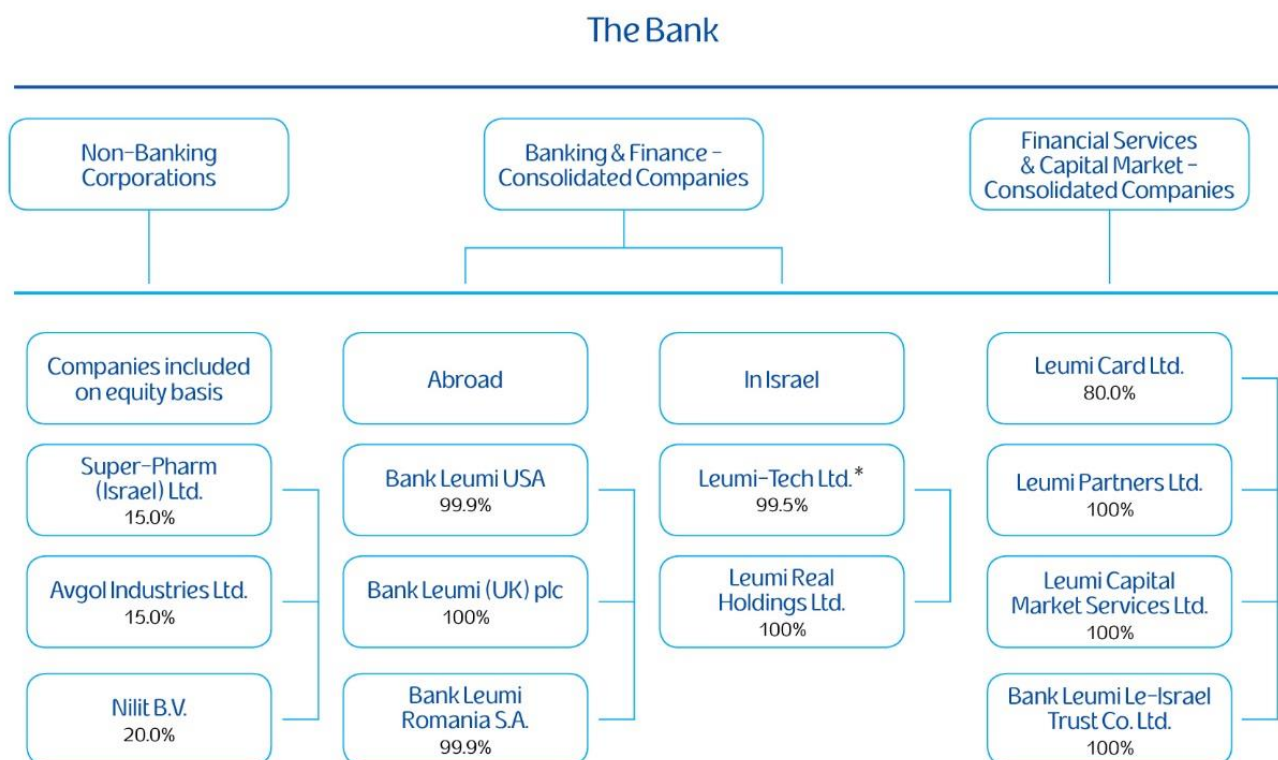 The Bank
Non-Banking
Corporations
Banking & Finance -
Consolidated Companies
Financial Services
& Capital Market -
Consolidated Companies
Companies included
on equity basis
Super-Pharm
(Israel) Ltd.
15.0%
Avgol Industries Ltd.
15.0%
Nilit B.V.
20.0%
Abroad
Bank Leumi USA
99.9%
Bank Leumi (UK) plc
100%
Bank Leumi
Romania S.A.
99.9%
In Israel
Leumi-Tech Ltd.*
99.5%
Leumi Real
Holdings Ltd.
100%
Leumi Card Ltd.
80.0%
Leumi Partners Ltd.
100%
Leumi Capital
Market Services Ltd.
100%
Bank Leumi Le-Israel
Trust Co. Ltd.
100%